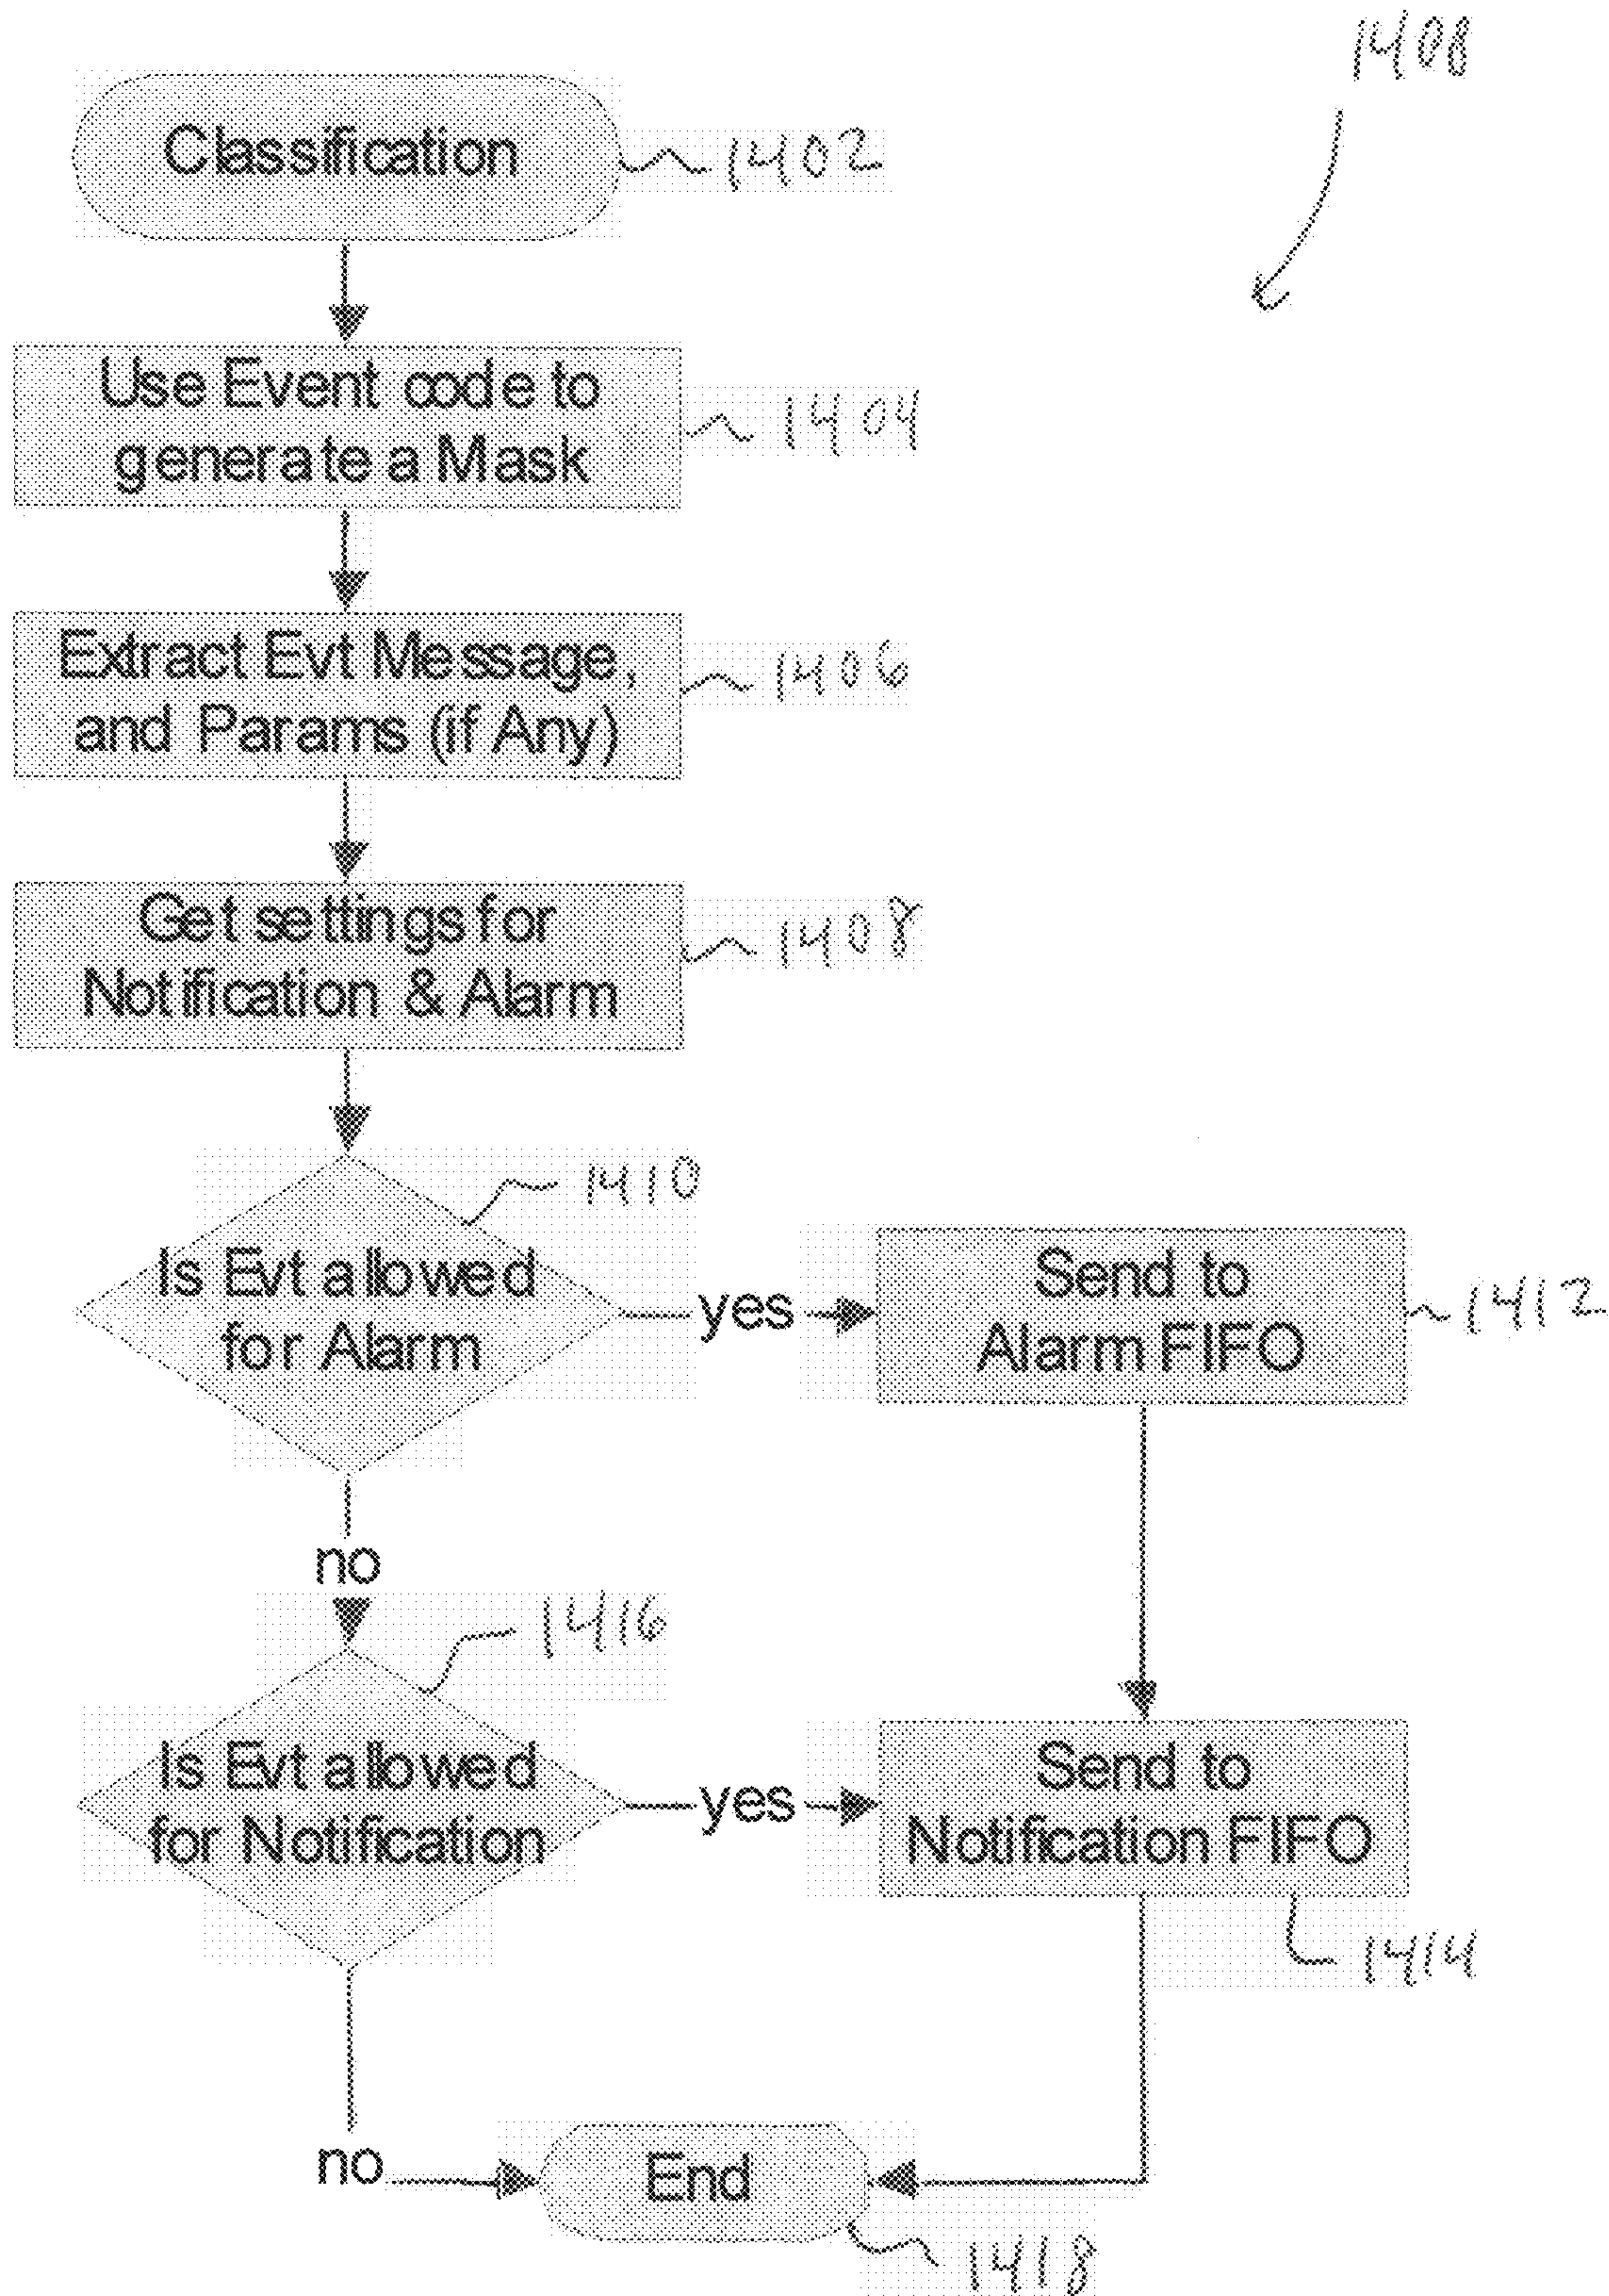 1408
Classification
1402
Use Event code to
generate a Mask
1404
Extract Evt Message,
and Params (if Any)
1406
Get settings for
Notification & Alarm
1408
1410
Is Evt allowed
for Alarm
yes
Send to
Alarm FIFO
1412
no
1416
Is Evt allowed
for Notification
yes
Send to
Notification FIFO
1414
no
End
1418